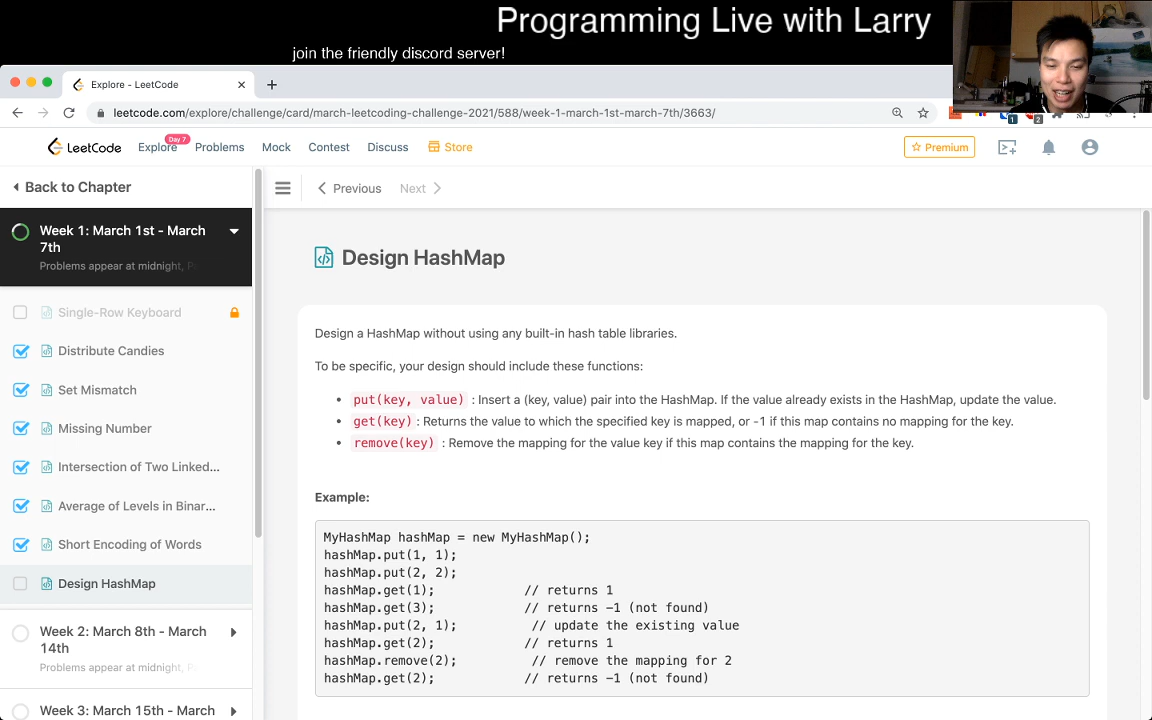 Programming Live with Larry
join the friendly discord server!
Explore - LeetCode
leetcode.com/explore/challenge/card/march-leetcoding-challenge-2021/588/week-1-march-1st-march-7th/3663/
1
2
LeetCode
Explore
Day 7
Problems
Mock
Contest
Discuss
Store
Premium
Back to Chapter
Previous
Next
Week 1: March 1st - March
7th
Problems appear at midnight,
Single-Row Keyboard
Distribute Candies
Set Mismatch
Missing Number
Intersection of Two Linked...
Average of Levels in Binar...
Short Encoding of Words
Design HashMap
Week 2: March 8th - March
14th
Problems appear at midnight,
Week 3: March 15th - March
Design HashMap
Design a HashMap without using any built-in hash table libraries.
To be specific, your design should include these functions:
• put(key, value) : Insert a (key, value) pair into the HashMap. If the value already exists in the HashMap, update the value.
• get(key) : Returns the value to which the specified key is mapped, or -1 if this map contains no mapping for the key.
• remove(key) : Remove the mapping for the value key if this map contains the mapping for the key.
Example:
MyHashMap hashMap = new MyHashMap();
hashMap.put(1, 1);
hashMap.put(2, 2);
hashMap.get(1); // returns 1
hashMap.get(3); // returns -1 (not found)
hashMap.put(2, 1); // update the existing value
hashMap.get(2); // returns 1
hashMap.remove(2); // remove the mapping for 2
hashMap.get(2); // returns -1 (not found)